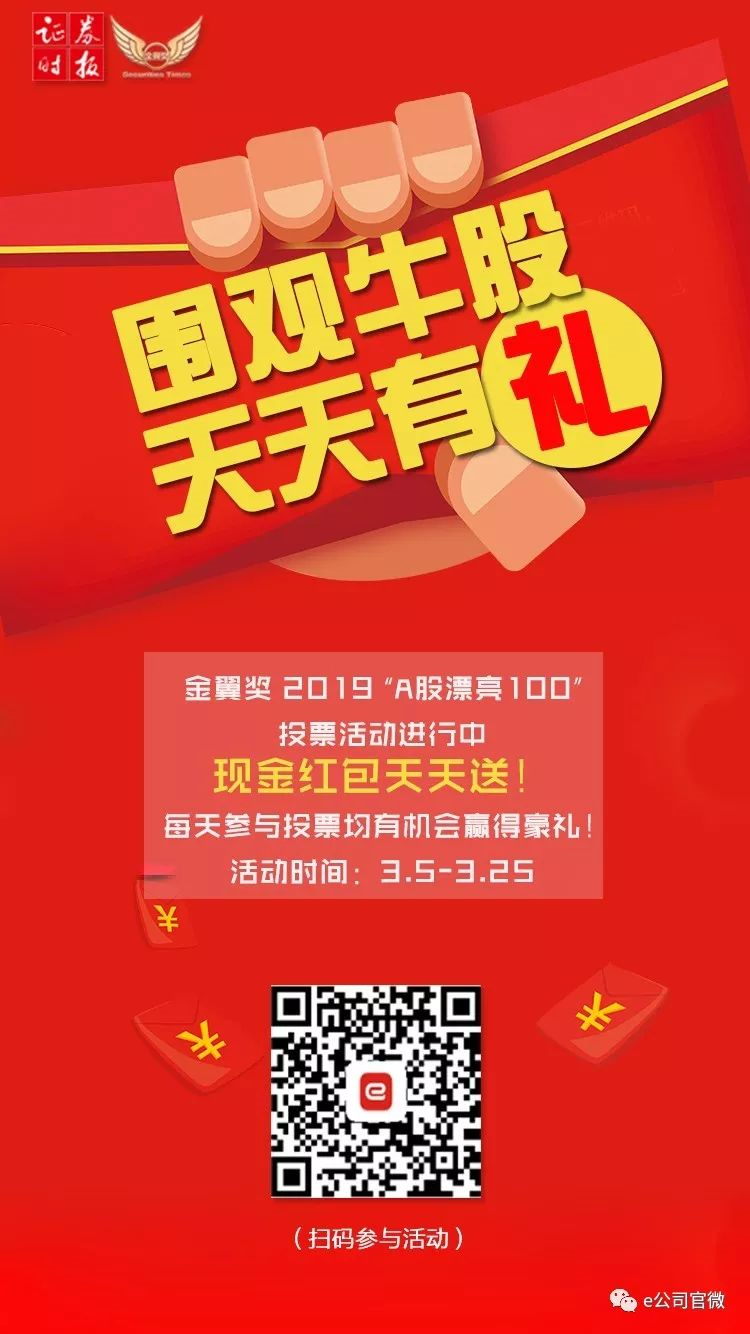 证券
时报
金翼奖
Securities Times
围观牛股
天天有礼
金翼奖 2019 “A股漂亮100”
投票活动进行中
现金红包天天送！
每天参与投票均有机会赢得豪礼！
活动时间：3.5-3.25
¥
¥
¥
e
（扫码参与活动）
e公司官微